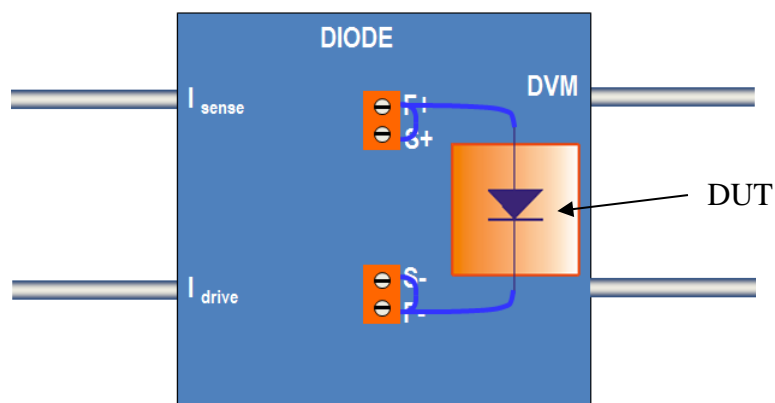 DIODE
I sense
F+
DVM
S+
DUT
S-
I drive
F-